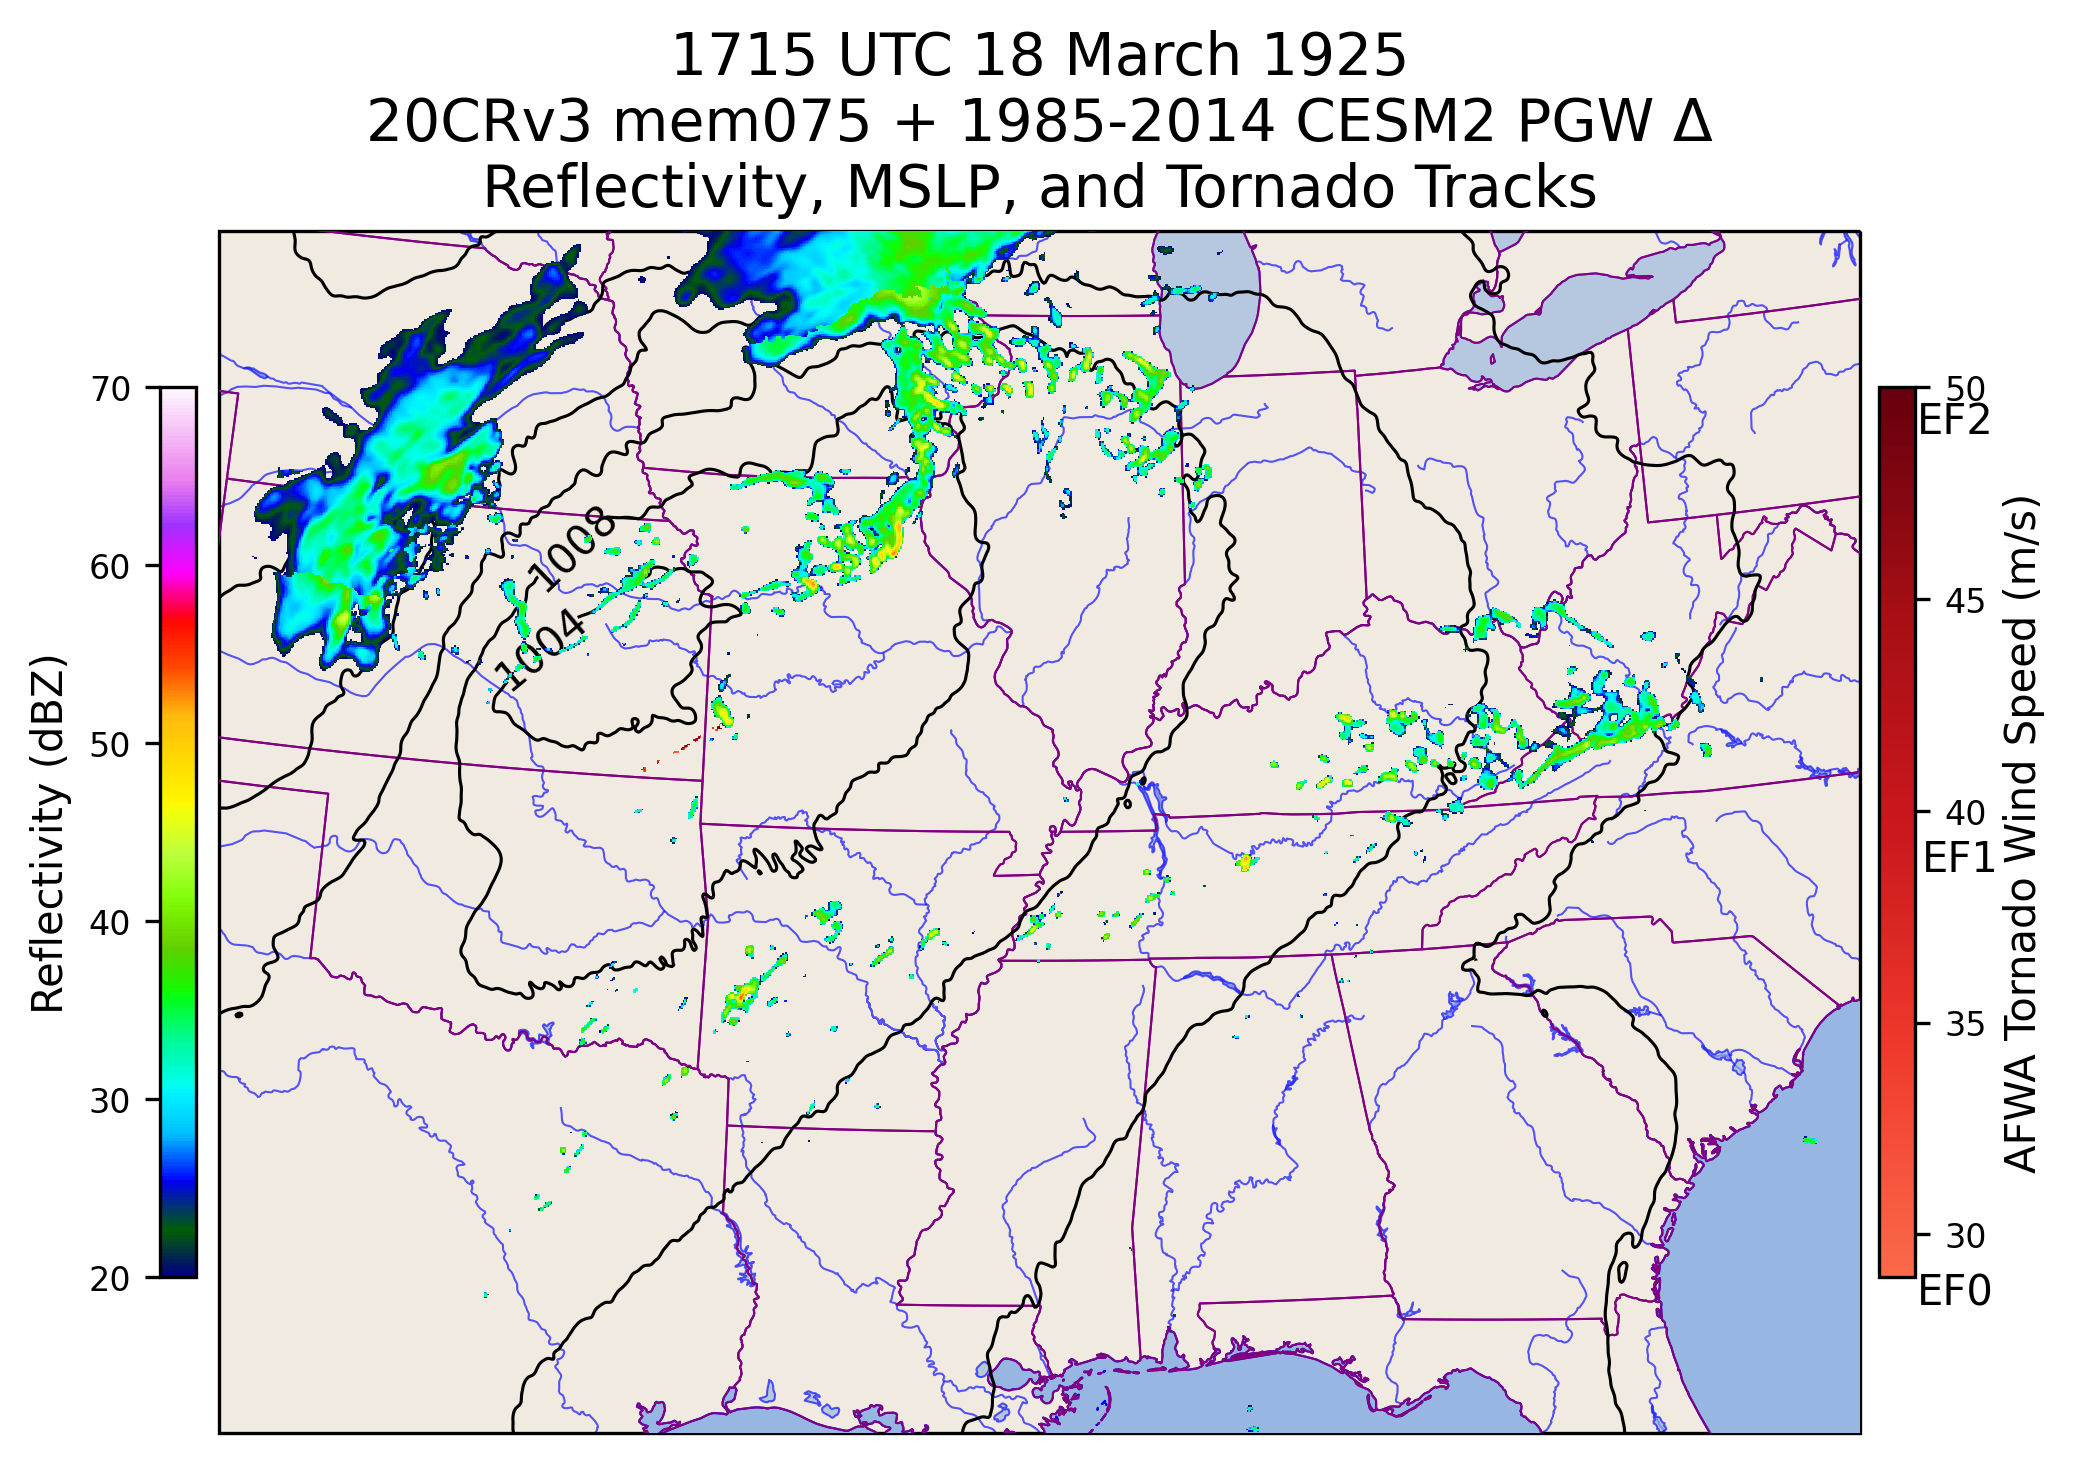 1715 UTC 18 March 1925
20CRv3 mem075 + 1985-2014 CESM2 PGW Δ
Reflectivity, MSLP, and Tornado Tracks
Reflectivity (dBZ)
70
60
50
40
30
20
1008
1004
50
EF2
45
40
EF1
35
30
EF0
AFWA Tornado Wind Speed (m/s)